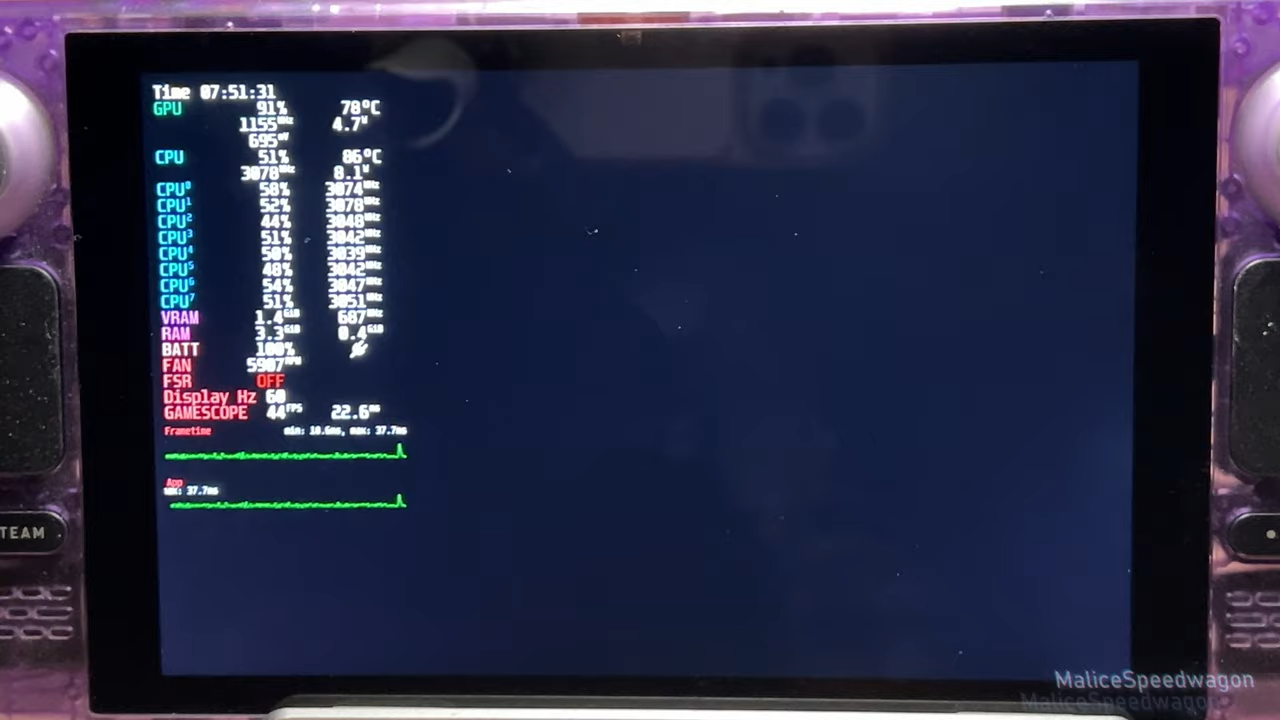 Time 07:51:31
GPU 91% 78°C
1155MHz 4.7W
695mV
CPU 51% 86°C
3078MHz 8.1W
CPU0 58% 3074MHz
CPU1 52% 3078MHz
CPU2 44% 3048MHz
CPU3 51% 3042MHz
CPU4 50% 3039MHz
CPU5 48% 3042MHz
CPU6 54% 3047MHz
CPU7 51% 3051MHz
VRAM 1.4GiB 687MHz
RAM 3.3GiB 0.4GiB
BATT 100%
FAN 5907RPM
FSR OFF
Display Hz 60
GAMESCOPE 44FPS 22.6ms
Frametime min: 10.6ms, max: 37.7ms
App
max: 37.7ms
TEAM
MaliceSpeedwagon
MaliceSpeedwagon